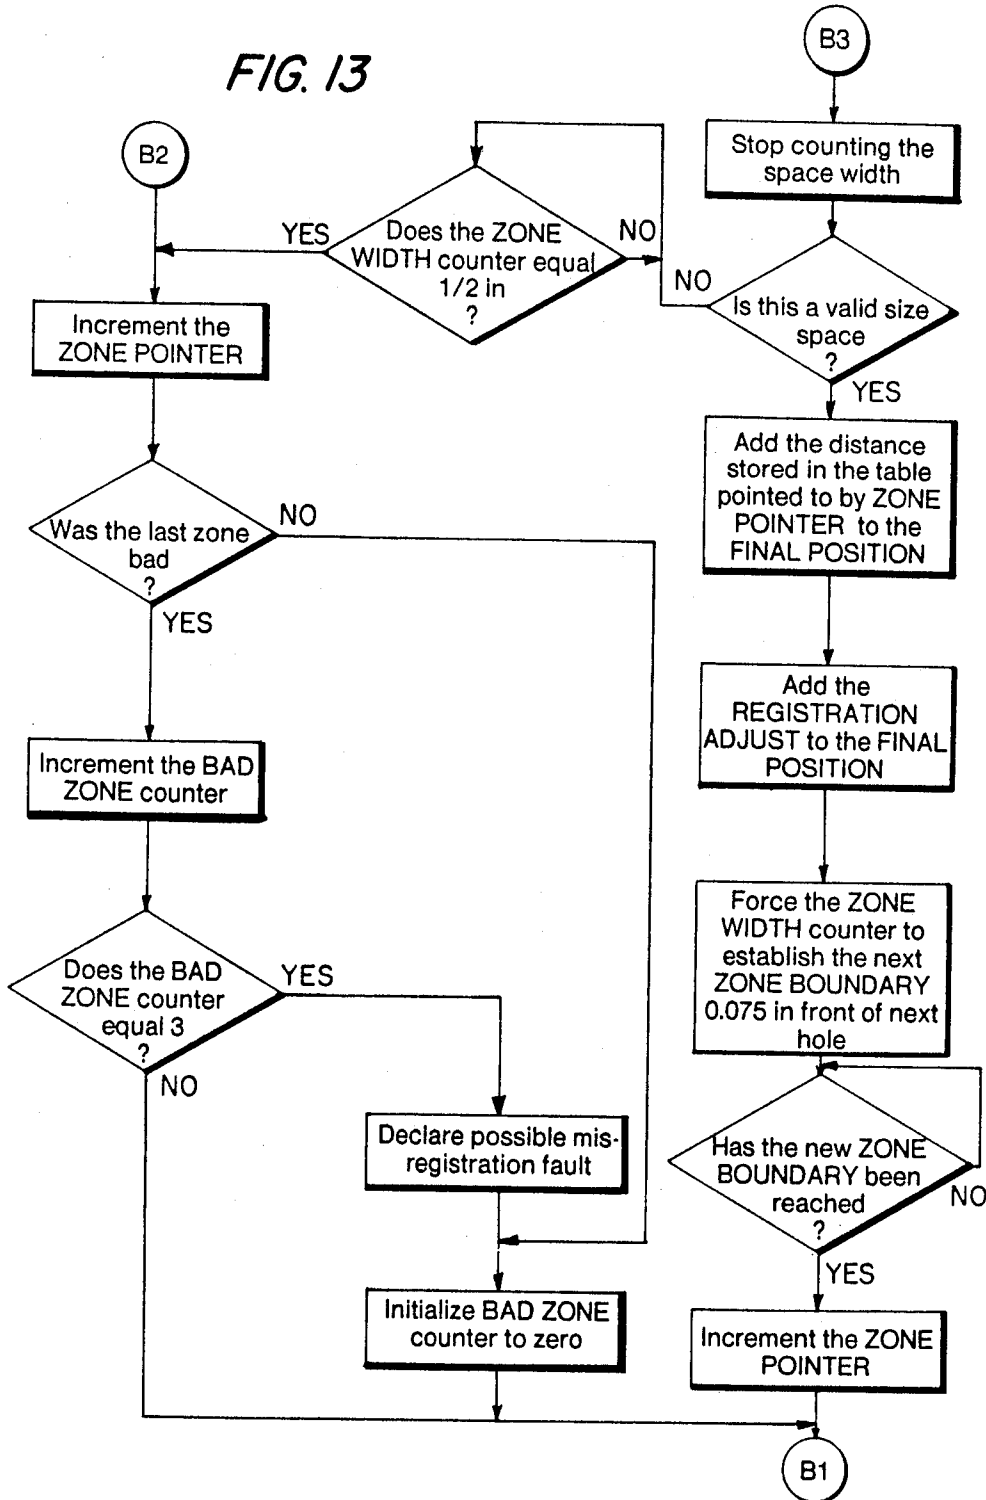 FIG. 13
B3
B2
Stop counting the
space width
YES
Does the ZONE
WIDTH counter equal
1/2 in
?
NO
NO
Is this a valid size
space
?
YES
Increment the
ZONE POINTER
Add the distance
stored in the table
pointed to by ZONE
POINTER to the
FINAL POSITION
Was the last zone
bad
?
NO
YES
Add the
REGISTRATION
ADJUST to the FINAL
POSITION
Increment the BAD
ZONE counter
Force the ZONE
WIDTH counter to
establish the next
ZONE BOUNDARY
0.075 in front of next
hole
Does the BAD
ZONE counter
equal 3
?
YES
NO
Declare possible mis-
registration fault
Has the new ZONE
BOUNDARY been
reached
?
NO
YES
Initialize BAD ZONE
counter to zero
Increment the ZONE
POINTER
B1